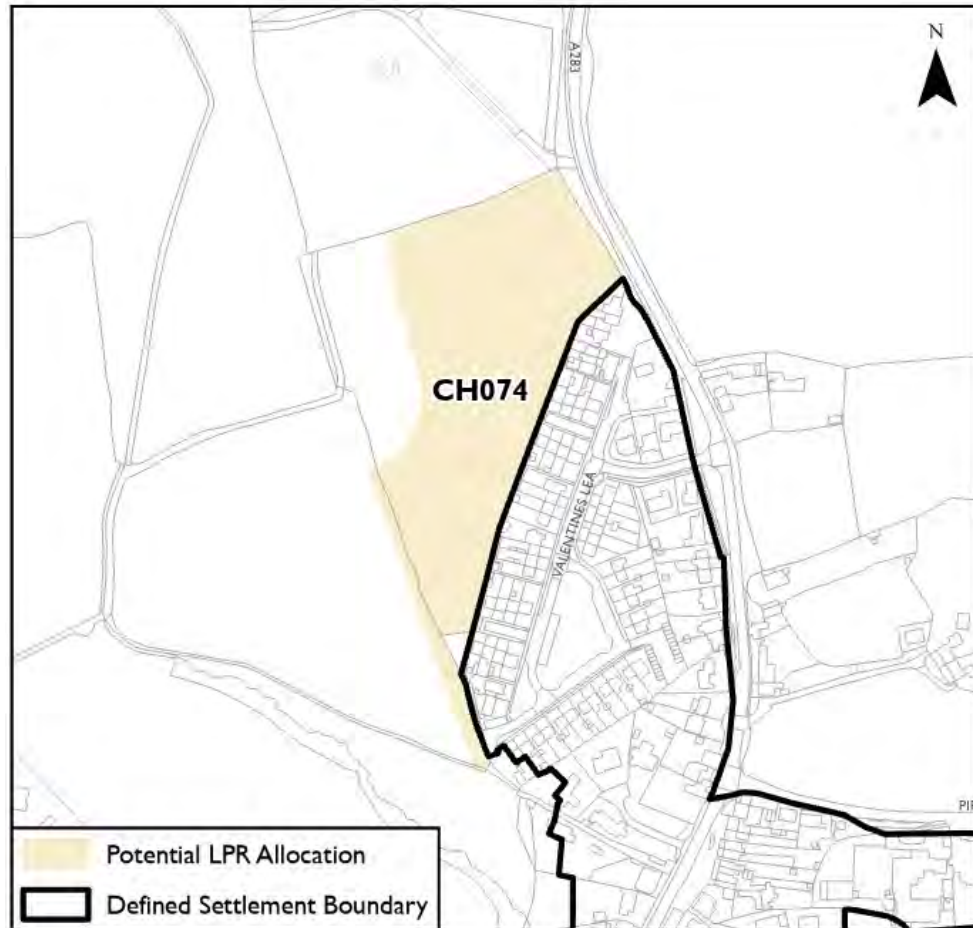 N
A283
CH074
VALENTINES LEA
Potential LPR Allocation
Defined Settlement Boundary